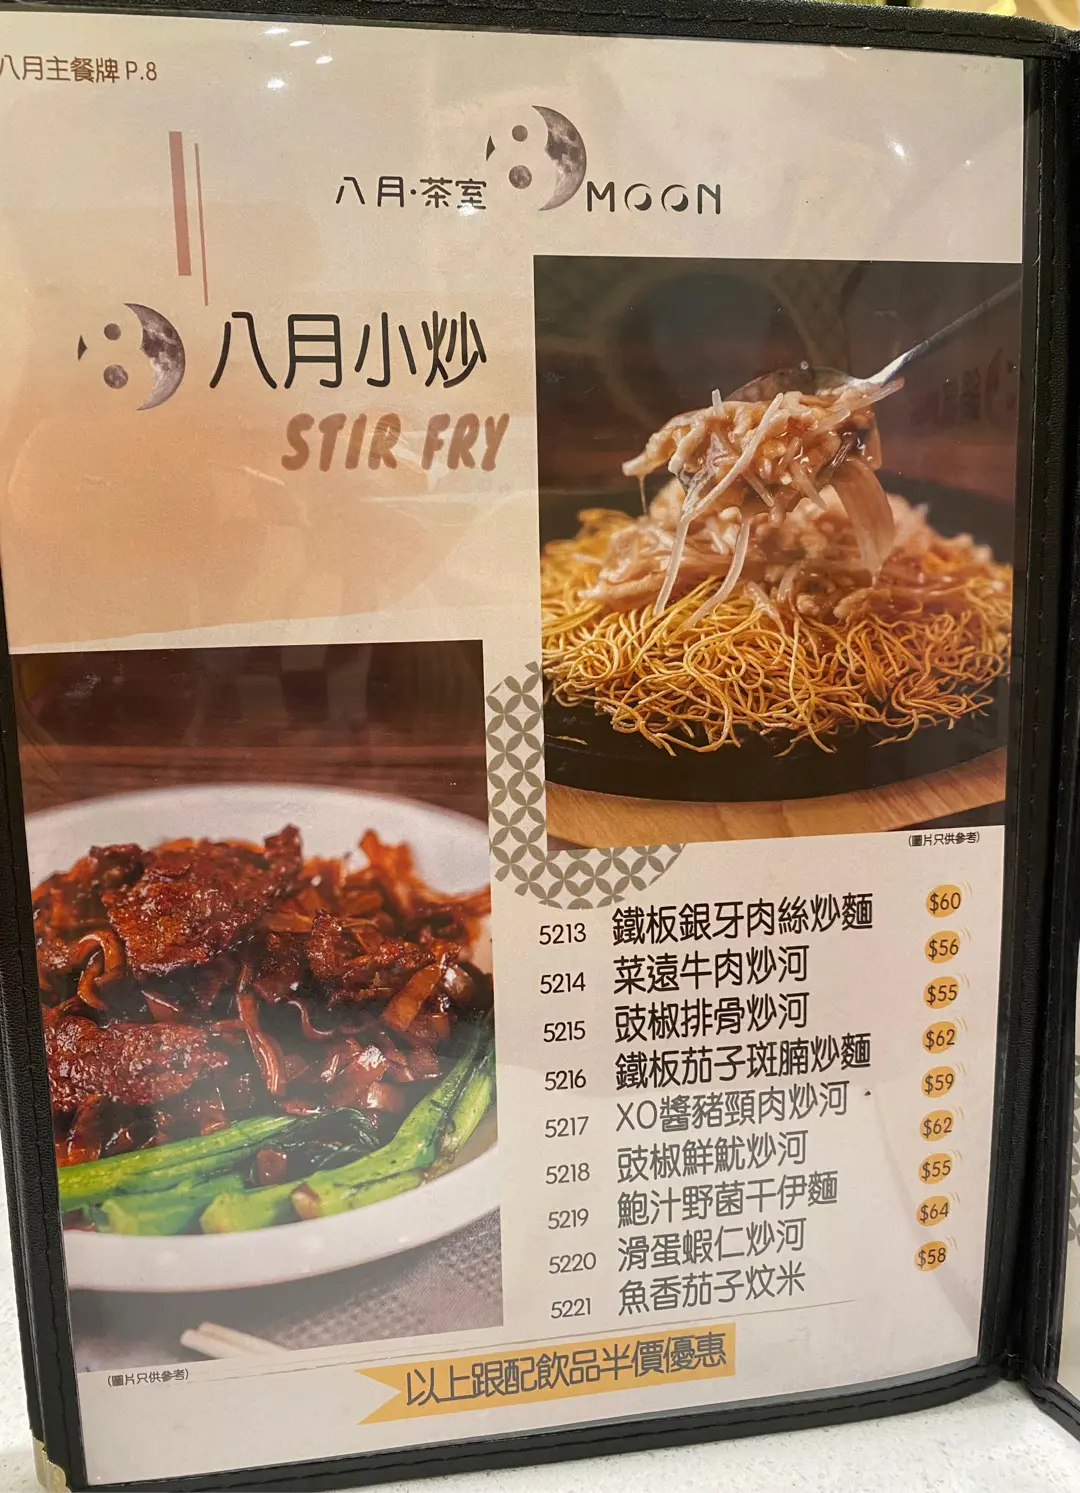 八月主餐牌 P.8
八月·茶室 8 MOON
八月小炒
STIR FRY
(圖片只供參考)
5213 鐵板銀牙肉絲炒麵 $60
5214 菜遠牛肉炒河 $56
5215 豉椒排骨炒河 $55
5216 鐵板茄子斑腩炒麵 $62
5217 XO醬豬頸肉炒河 $59
5218 豉椒鮮魷炒河 $62
5219 鮑汁野菌干伊麵 $55
5220 滑蛋蝦仁炒河 $64
5221 魚香茄子炆米 $58
以上跟配飲品半價優惠
(圖片只供參考)